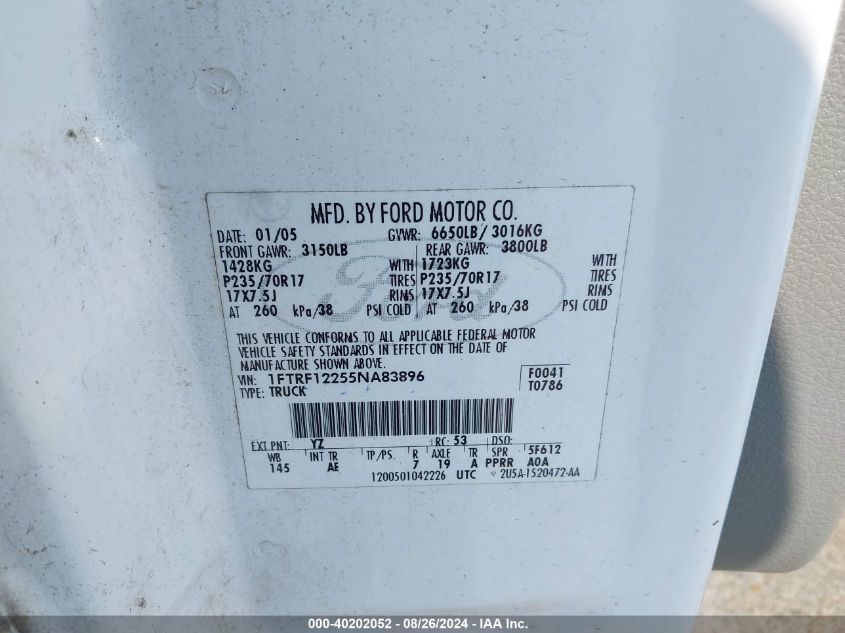 MFD. BY FORD MOTOR CO.
DATE: 01/05 GVWR: 6650LB/ 3016KG
FRONT GAWR: 3150LB REAR GAWR: 3800LB
1428KG WITH 1723KG WITH
P235/70R17 TIRES P235/70R17 TIRES
17X7.5J RIMS 17X7.5J RIMS
AT 260 kPa/38 PSI COLD AT 260 kPa/38 PSI COLD
THIS VEHICLE CONFORMS TO ALL APPLICABLE FEDERAL MOTOR
VEHICLE SAFETY STANDARDS IN EFFECT ON THE DATE OF
MANUFACTURE SHOWN ABOVE.
VIN: 1FTRF12255NA83896 F0041
TYPE: TRUCK T0786
EXT PNT: YZ RC: 53 DSO:
WB INT TR TP/PS. R AXLE TR SPR 5F612
145 AE 7 19 A PPRR A0A
1200501042226 UTC 2U5A-1520472-AA
Ford
000-40202052 / 08/26/2024 - IAA Inc.